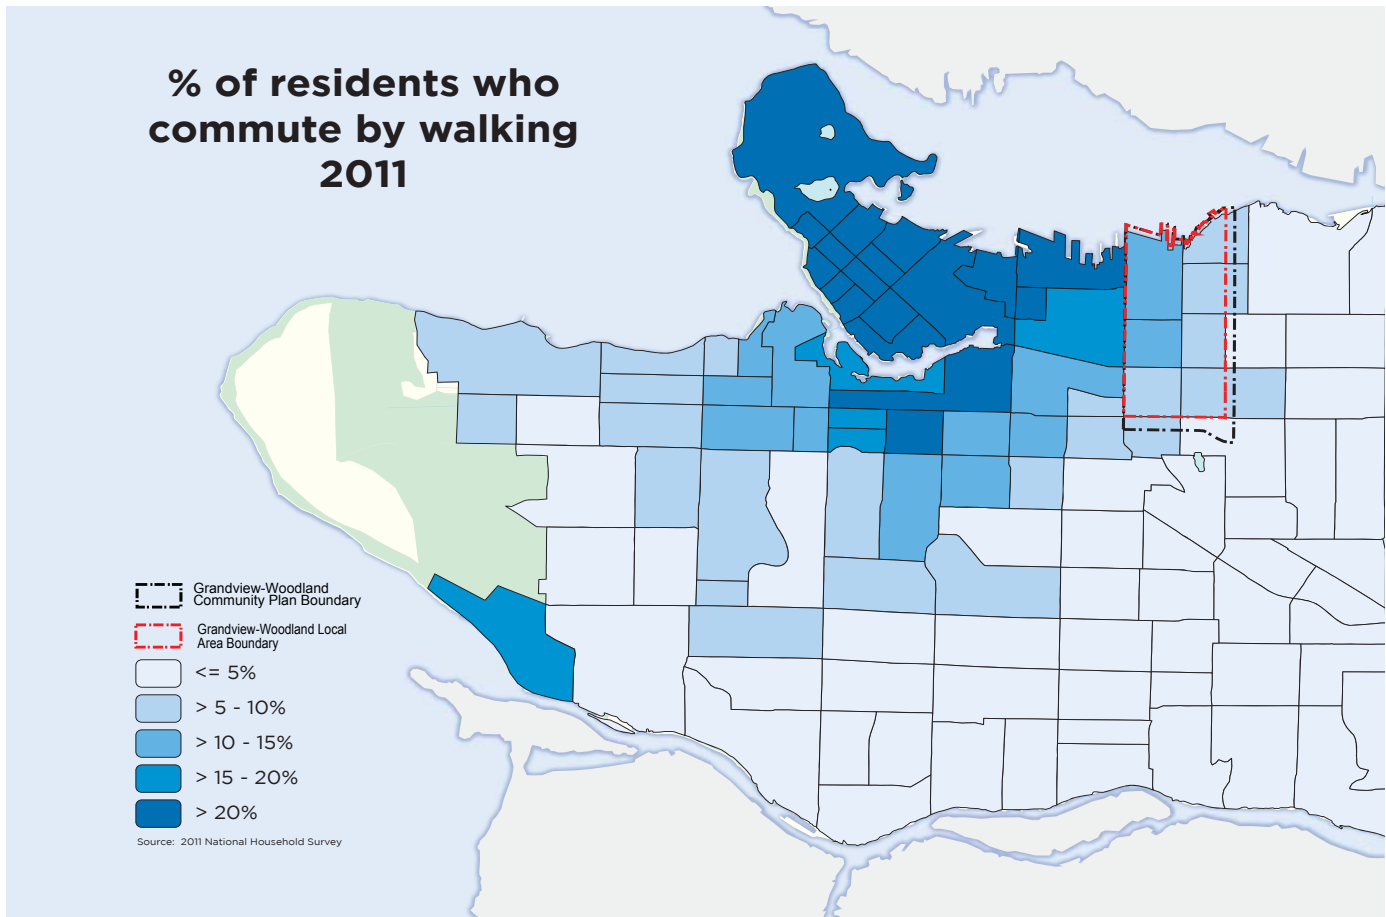 % of residents who
commute by walking
2011
Grandview-Woodland
Community Plan Boundary
Grandview-Woodland Local
Area Boundary
<= 5%
> 5 - 10%
> 10 - 15%
> 15 - 20%
> 20%
Source: 2011 National Household Survey